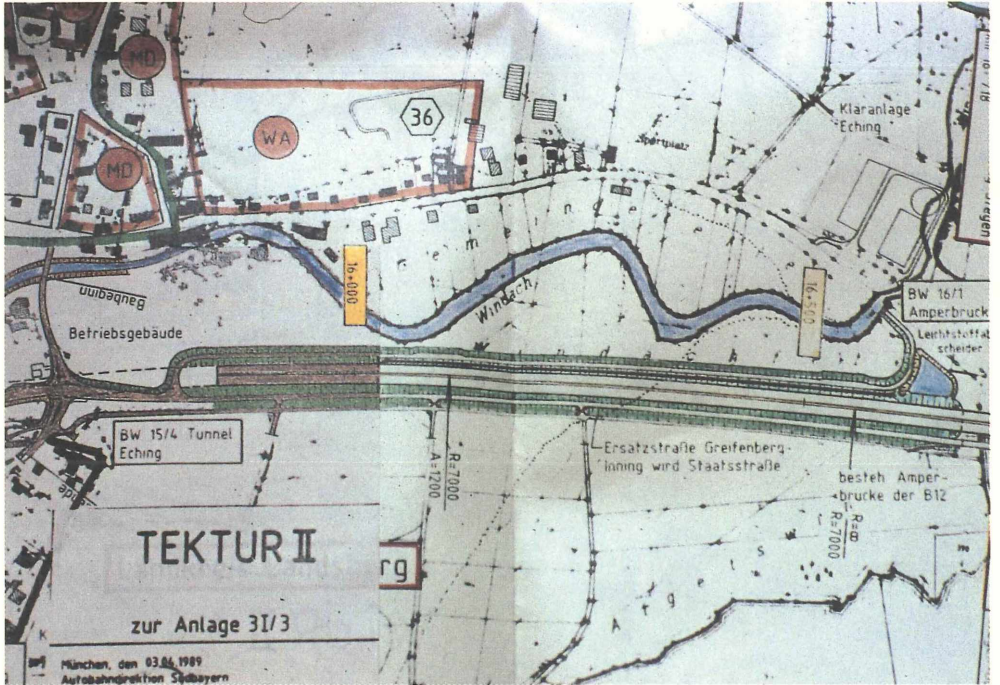 MD
WA
36
MD
Sportplatz
Kläranlage
Eching
Gemeinde
16+000
16+500
Windach
Baubeginn
Betriebsgebäude
BW 16/1
Amperbrück
Leichtstoffab
scheider
BW 15/4 Tunnel
Eching
R=7000
A=1200
Ersatzstraße Greifenberg-
Inning wird Staatsstraße
besteh Amper-
brücke der B12
R=∞
R=7000
TEKTUR II
rg
zur Anlage 3I/3
München, den 03.04.1989
Autobahndirektion Südbayern